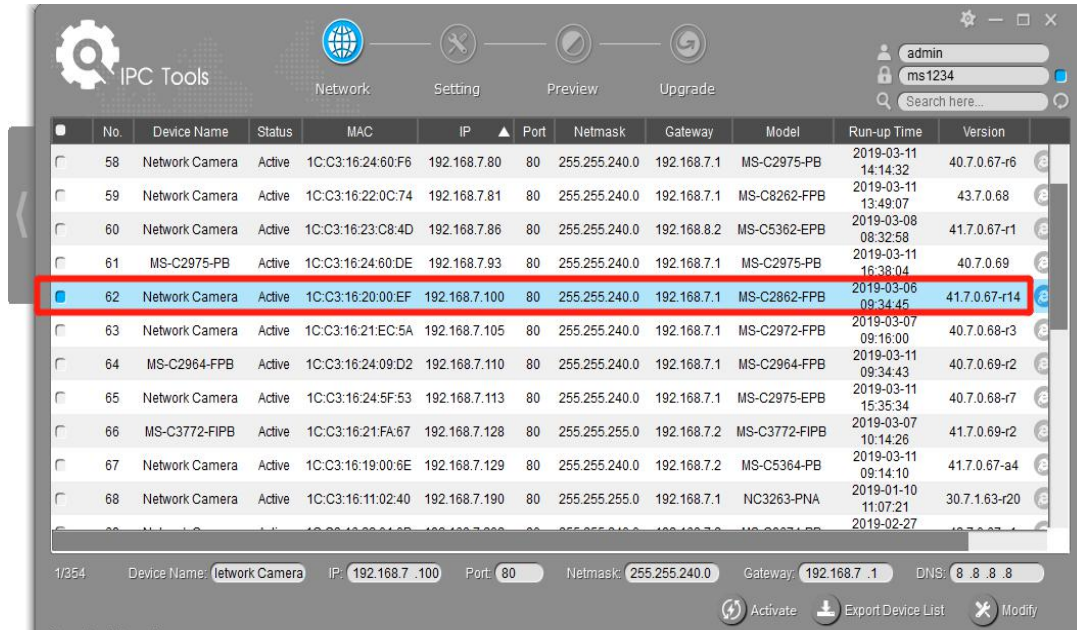 IPC Tools
Network Setting Preview Upgrade
admin
ms1234
Search here...
No. Device Name Status MAC IP Port Netmask Gateway Model Run-up Time Version
58 Network Camera Active 1C:C3:16:24:60:F6 192.168.7.80 80 255.255.240.0 192.168.7.1 MS-C2975-PB 2019-03-11 14:14:32 40.7.0.67-r6
59 Network Camera Active 1C:C3:16:22:0C:74 192.168.7.81 80 255.255.240.0 192.168.7.1 MS-C8262-FPB 2019-03-11 13:49:07 43.7.0.68
60 Network Camera Active 1C:C3:16:23:C8:4D 192.168.7.86 80 255.255.240.0 192.168.8.2 MS-C5362-EPB 2019-03-08 08:32:58 41.7.0.67-r1
61 MS-C2975-PB Active 1C:C3:16:24:60:DE 192.168.7.93 80 255.255.240.0 192.168.7.1 MS-C2975-PB 2019-03-11 16:38:04 40.7.0.69
62 Network Camera Active 1C:C3:16:20:00:EF 192.168.7.100 80 255.255.240.0 192.168.7.1 MS-C2862-FPB 2019-03-06 09:34:45 41.7.0.67-r14
63 Network Camera Active 1C:C3:16:21:EC:5A 192.168.7.105 80 255.255.240.0 192.168.7.1 MS-C2972-FPB 2019-03-07 09:16:00 40.7.0.68-r3
64 MS-C2964-FPB Active 1C:C3:16:24:09:D2 192.168.7.110 80 255.255.240.0 192.168.7.1 MS-C2964-FPB 2019-03-11 09:34:43 40.7.0.69-r2
65 Network Camera Active 1C:C3:16:24:5F:53 192.168.7.113 80 255.255.240.0 192.168.7.1 MS-C2975-EPB 2019-03-11 15:35:34 40.7.0.68-r7
66 MS-C3772-FIPB Active 1C:C3:16:21:FA:67 192.168.7.128 80 255.255.255.0 192.168.7.2 MS-C3772-FIPB 2019-03-07 10:14:26 41.7.0.69-r2
67 Network Camera Active 1C:C3:16:19:00:6E 192.168.7.129 80 255.255.240.0 192.168.7.2 MS-C5364-PB 2019-03-11 09:14:10 41.7.0.67-a4
68 Network Camera Active 1C:C3:16:11:02:40 192.168.7.190 80 255.255.255.0 192.168.7.1 NC3263-PNA 2019-01-10 11:07:21 30.7.1.63-r20
2019-02-27
1/354 Device Name: letwork Camera IP: 192.168.7 .100 Port: 80 Netmask: 255.255.240.0 Gateway: 192.168.7 .1 DNS: 8 .8 .8 .8
Activate Export Device List Modify